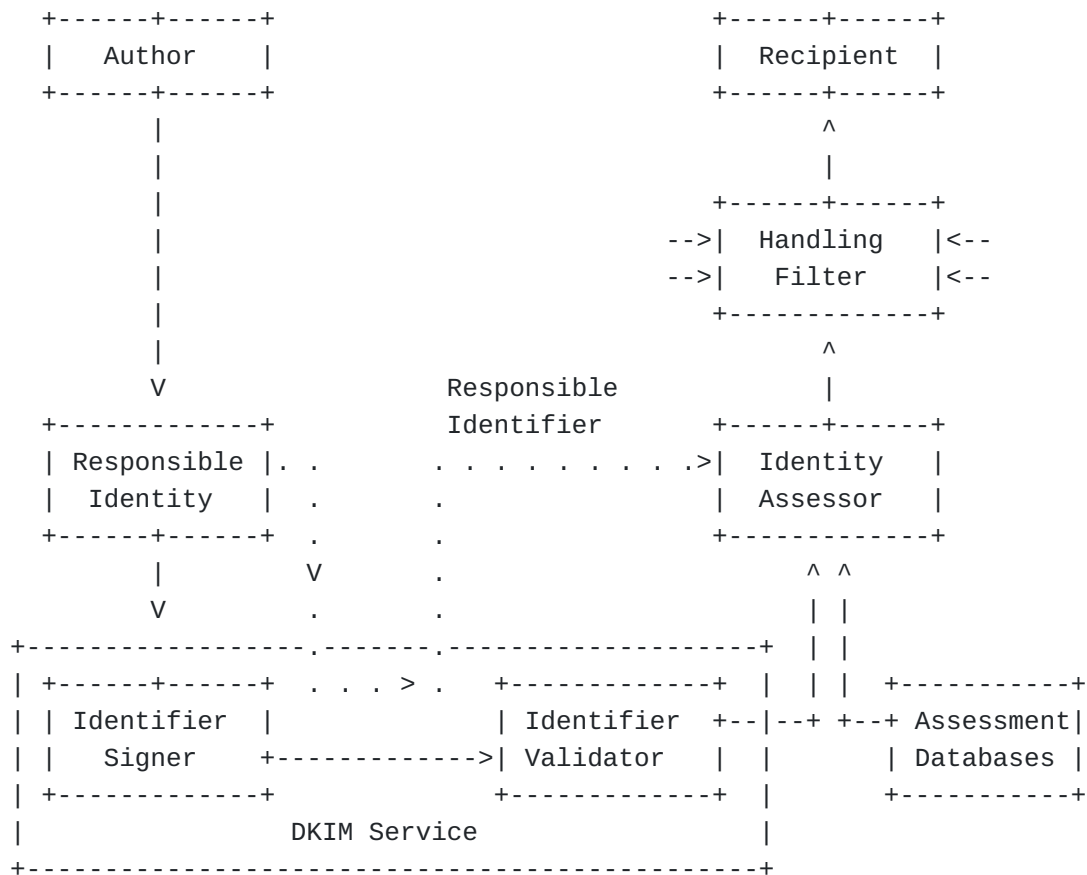 Author
Recipient
Handling
Filter
Responsible
Identifier
Responsible
Identity
Identity
Assessor
Identifier
Signer
Identifier
Validator
Assessment
Databases
DKIM Service